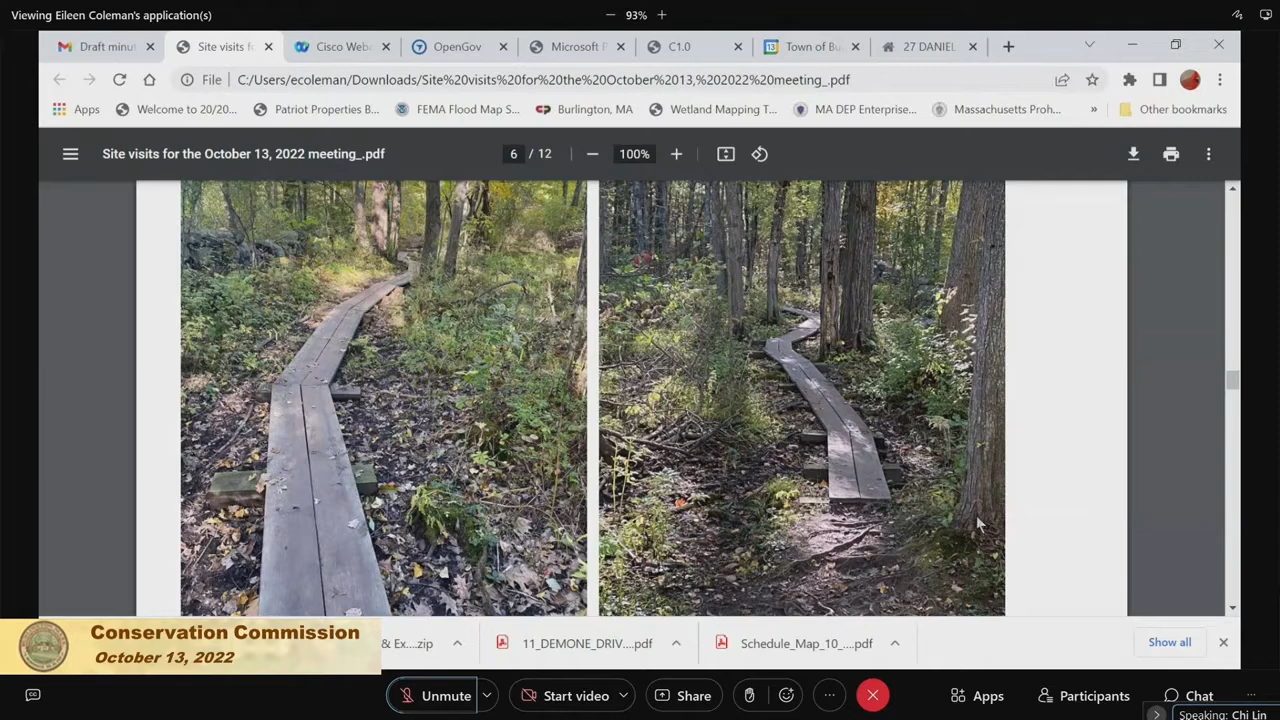 Viewing Eileen Coleman's application(s)
93%
Draft minu
Site visits f
Cisco Web
OpenGov
Microsoft P
C1.0
Town of Bu
27 DANIEL
File
C:/Users/ecoleman/Downloads/Site%20visits%20for%20the%20October%2013,%202022%20meeting_.pdf
Apps
Welcome to 20/20...
Patriot Properties B...
FEMA Flood Map S...
Burlington, MA
Wetland Mapping T...
MA DEP Enterprise...
Massachusetts Proh...
»
Other bookmarks
Site visits for the October 13, 2022 meeting_.pdf
6 / 12
100%
& Ex....zip
11_DEMONE_DRIV....pdf
Schedule_Map_10_....pdf
Show all
Conservation Commission
October 13, 2022
Unmute
Start video
Share
Apps
Participants
Chat
Speaking: Chi Lin